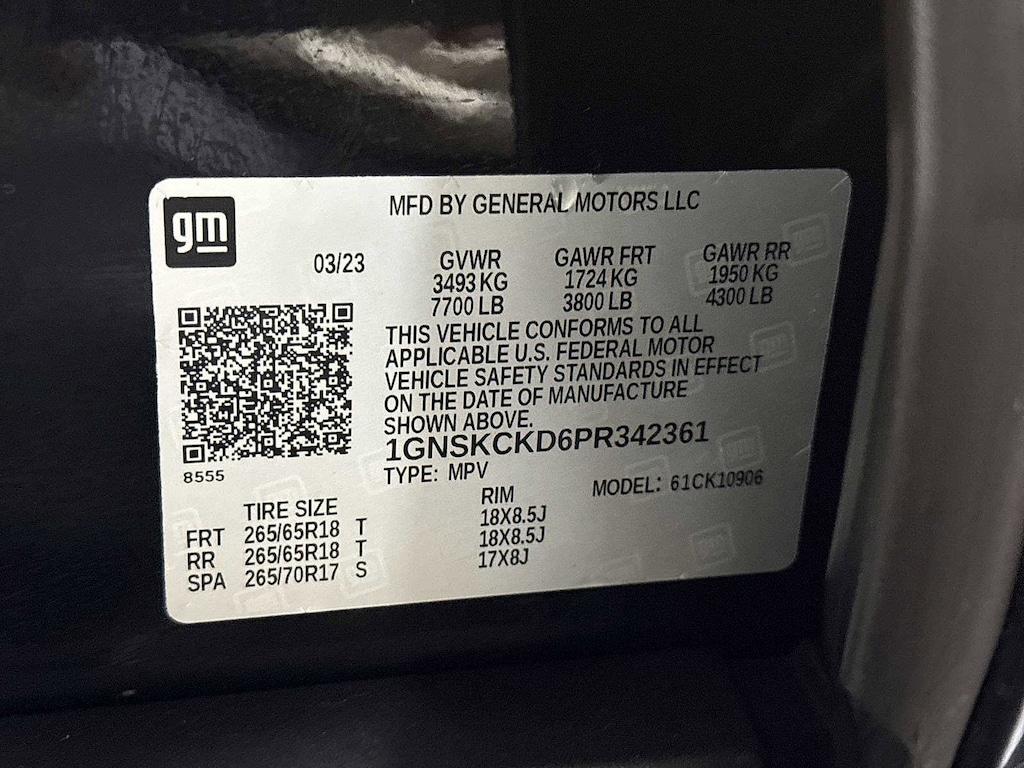 gm
MFD BY GENERAL MOTORS LLC
03/23 GVWR GAWR FRT GAWR RR
3493 KG 1724 KG 1950 KG
7700 LB 3800 LB 4300 LB
THIS VEHICLE CONFORMS TO ALL
APPLICABLE U.S. FEDERAL MOTOR
VEHICLE SAFETY STANDARDS IN EFFECT
ON THE DATE OF MANUFACTURE
SHOWN ABOVE.
1GNSKCKD6PR342361
8555
TYPE: MPV MODEL: 61CK10906
TIRE SIZE RIM
FRT 265/65R18 T 18X8.5J
RR 265/65R18 T 18X8.5J
SPA 265/70R17 S 17X8J